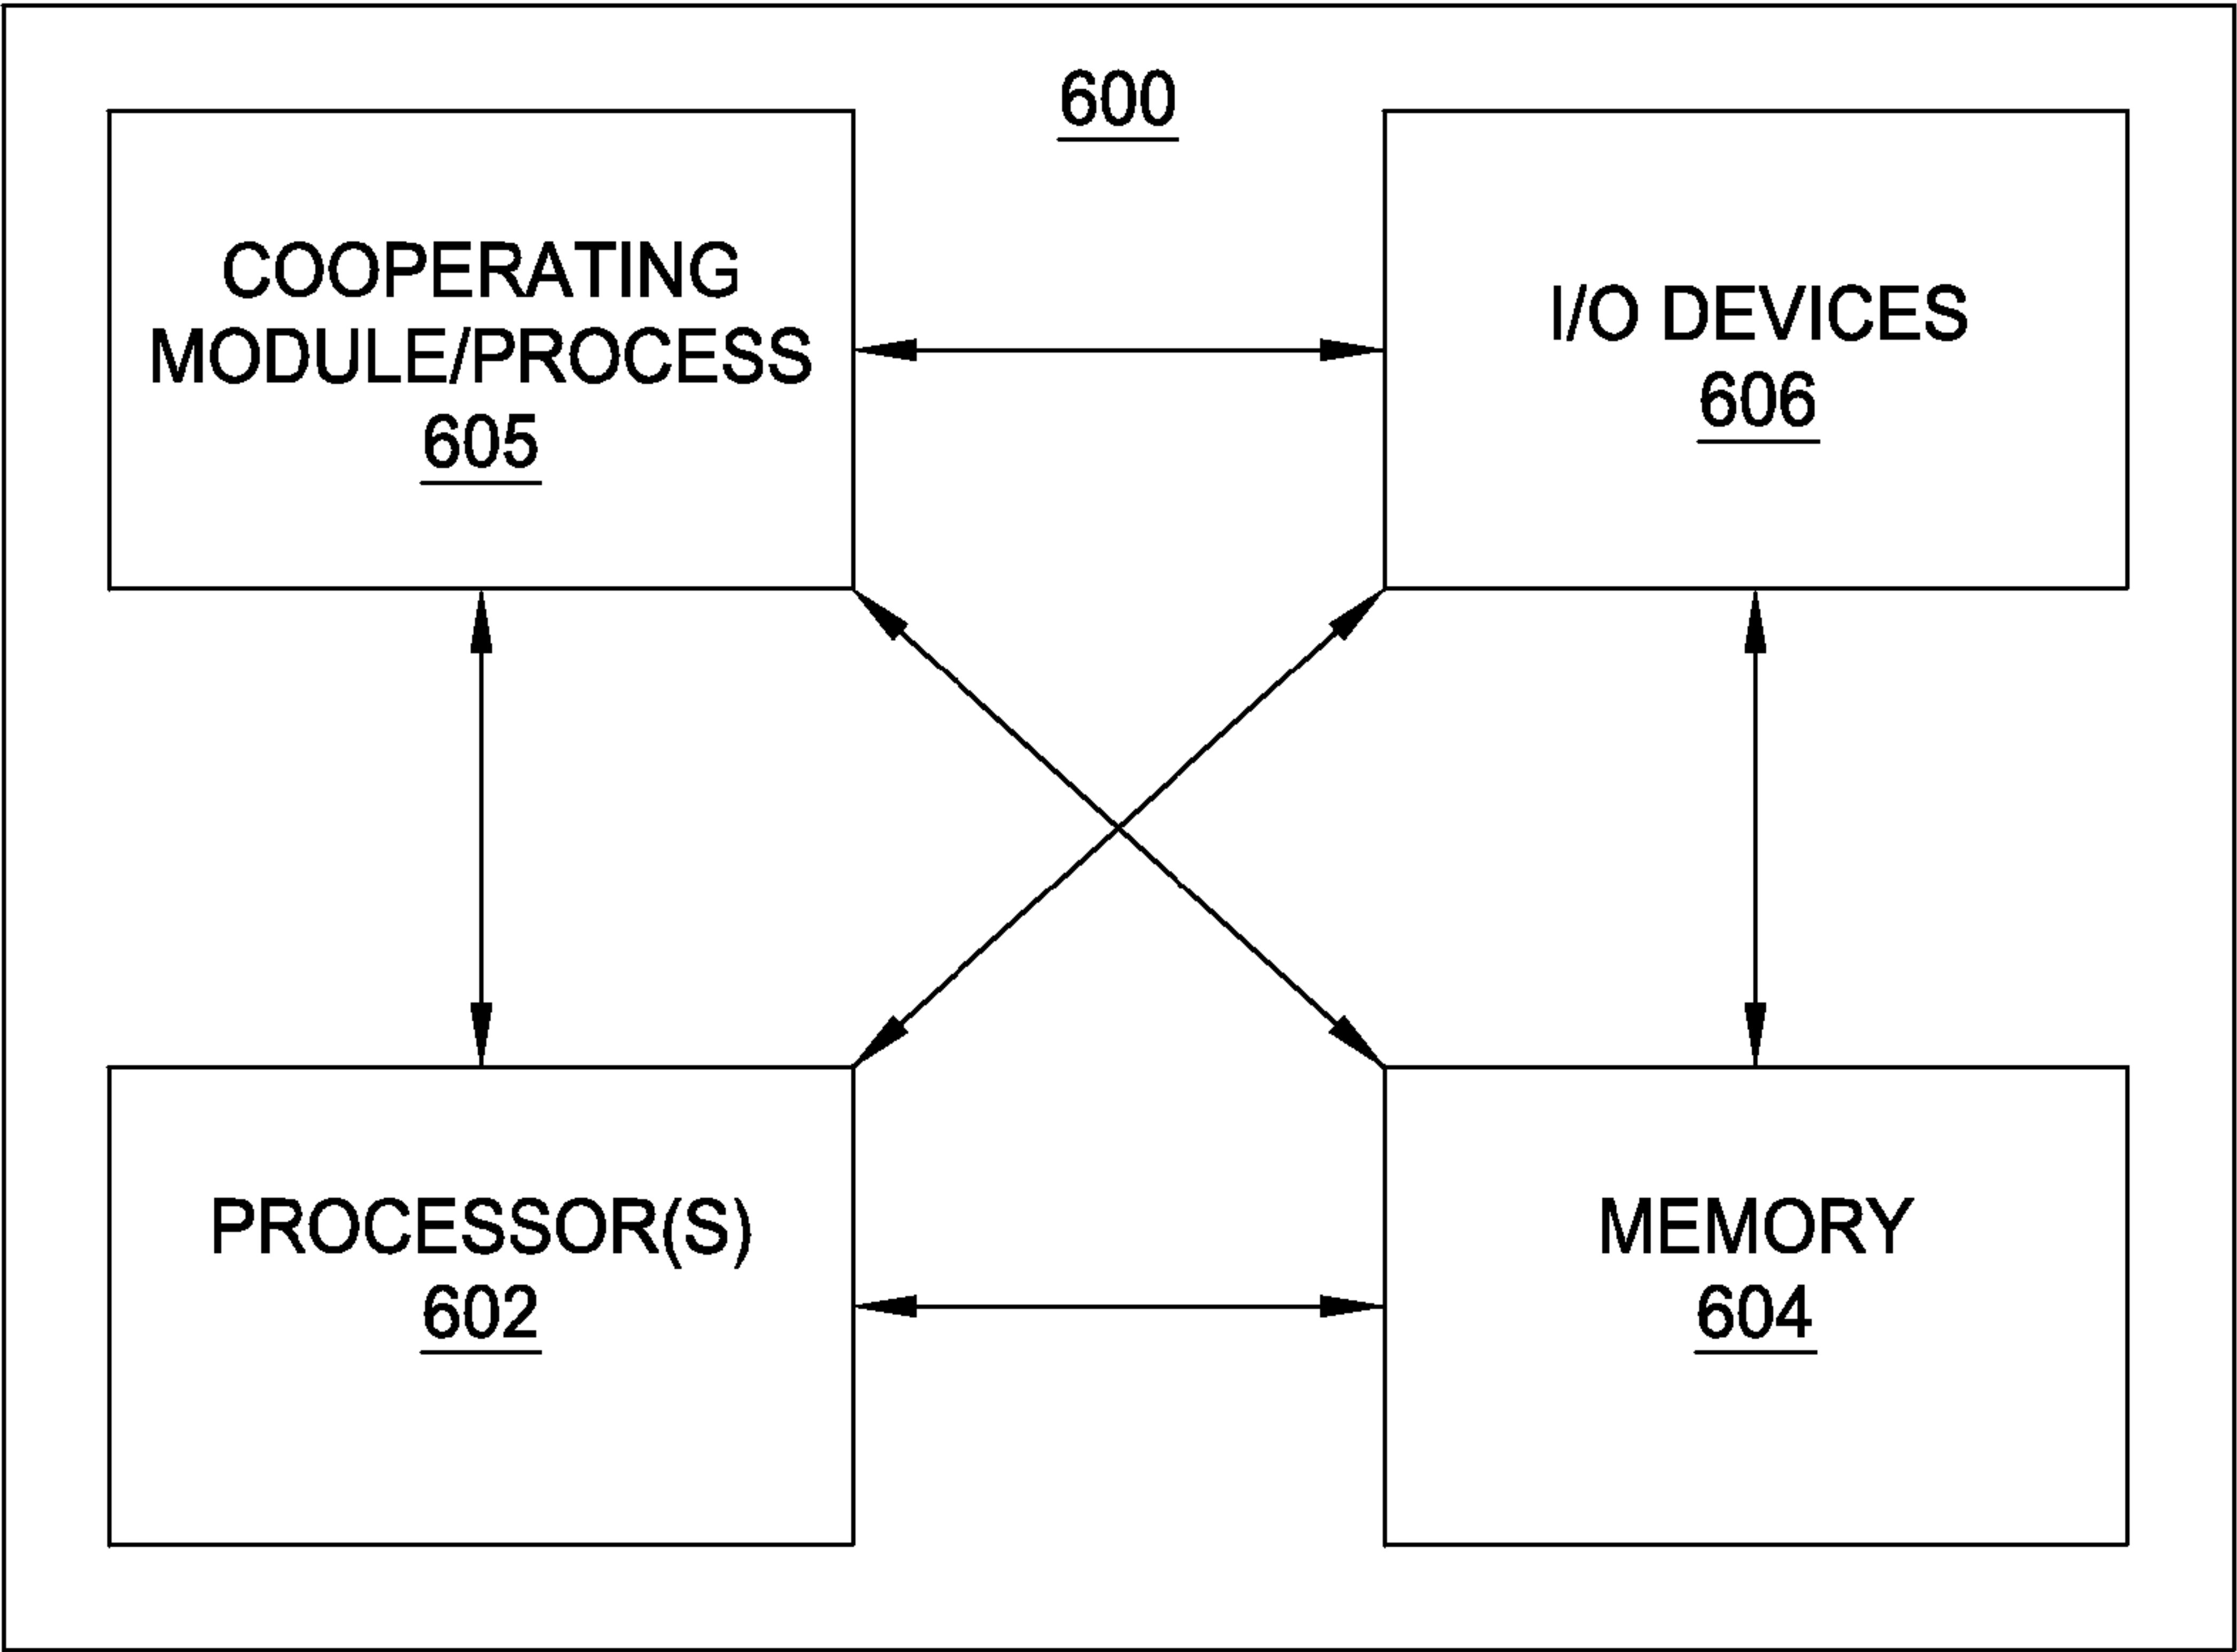 600
COOPERATING
MODULE/PROCESS
605
I/O DEVICES
606
PROCESSOR(S)
602
MEMORY
604